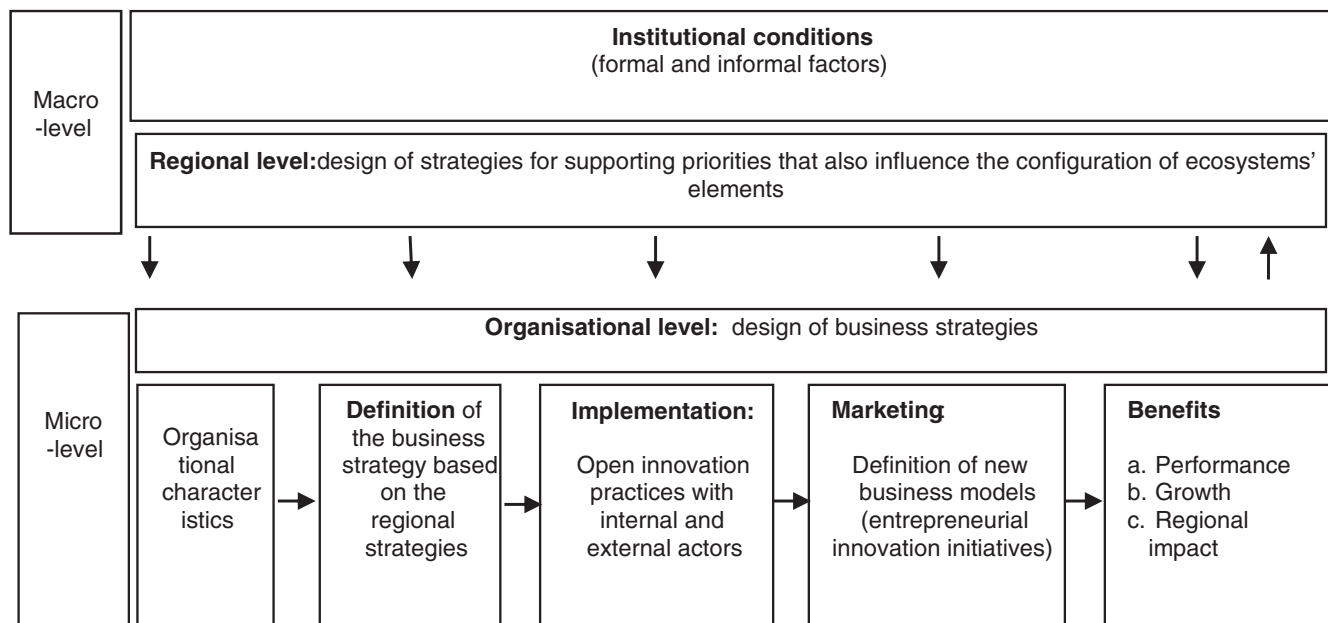 Macro
-level
Institutional conditions
(formal and informal factors)
Regional level:design of strategies for supporting priorities that also influence the configuration of ecosystems’
elements
Micro
-level
Organisational level: design of business strategies
Organisa
tional
character
istics
Definition of
the business
strategy based
on the
regional
strategies
Implementation:
Open innovation
practices with
internal and
external actors
Marketing:
Definition of new
business models
(entrepreneurial
innovation initiatives)
Benefits
a. Performance
b. Growth
c. Regional
impact